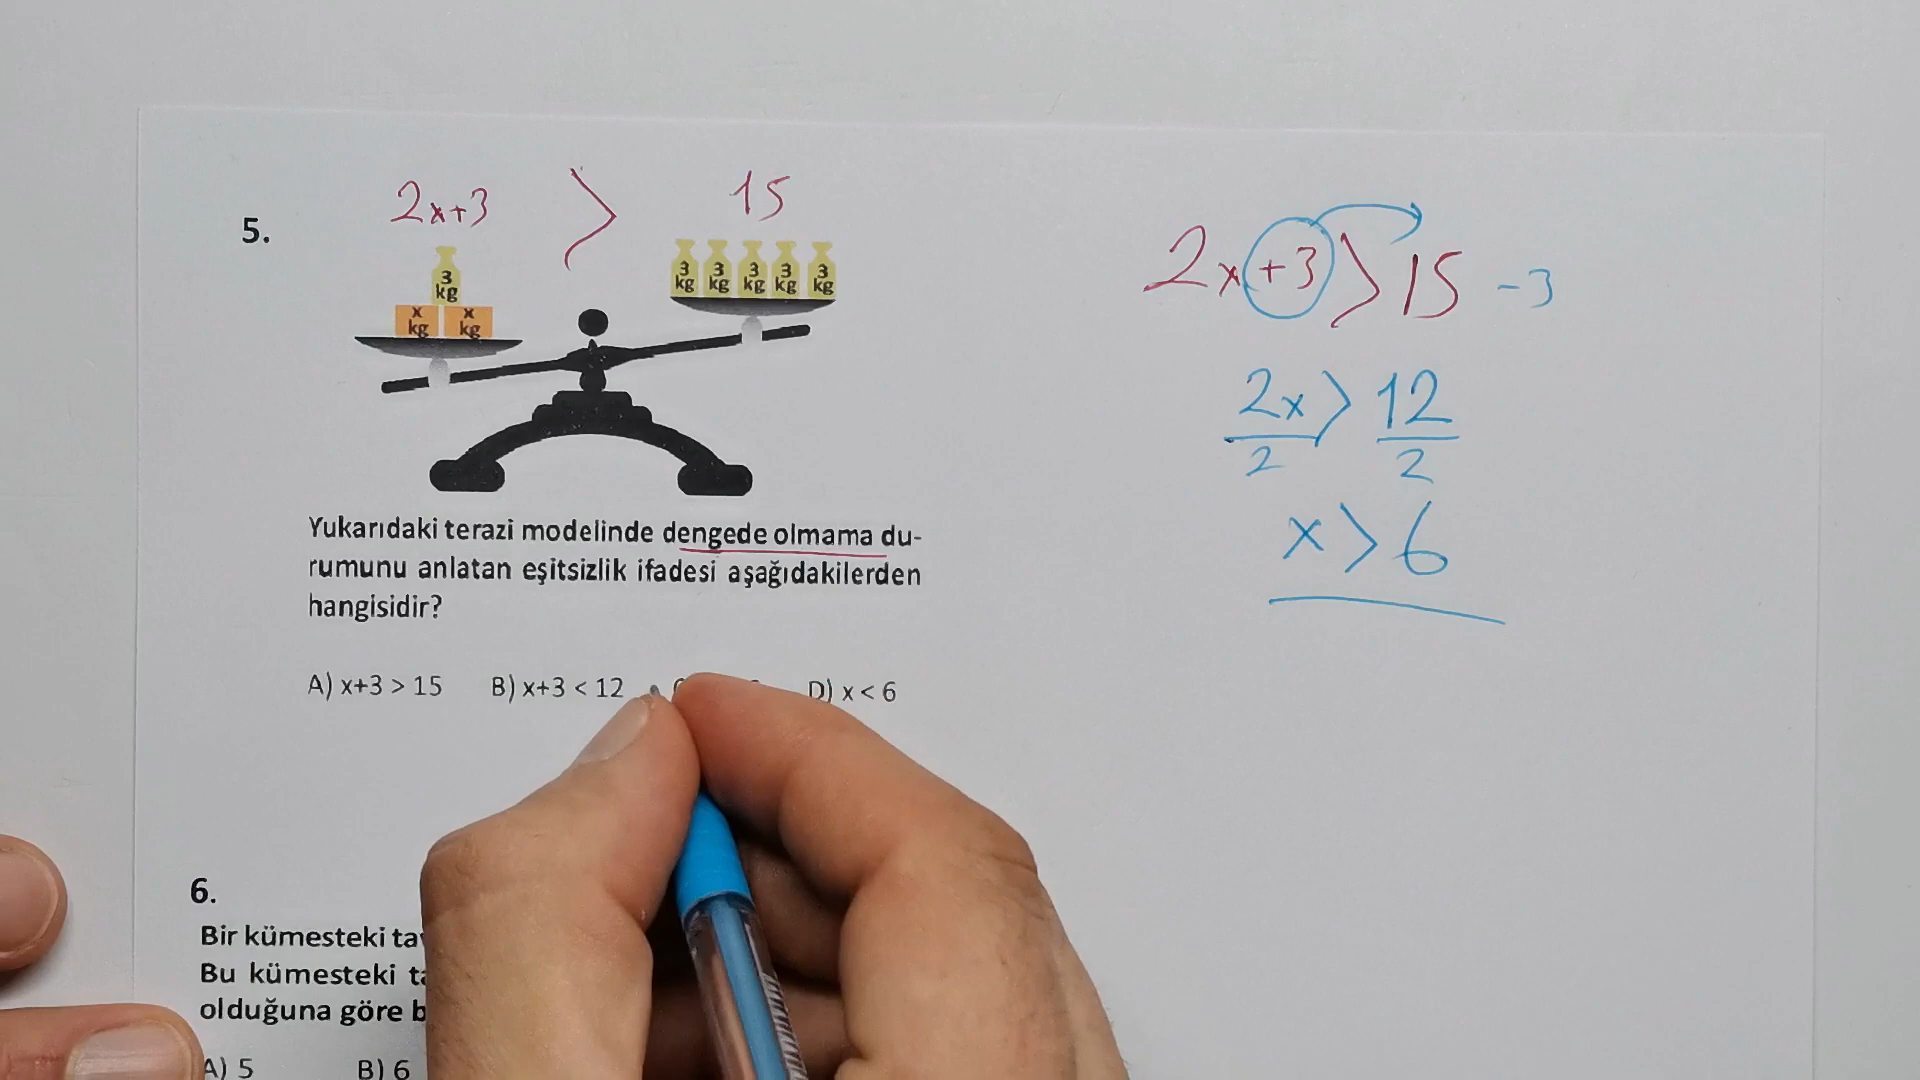 5.
2x+3 > 15
3 kg
x kg x kg
3 kg 3 kg 3 kg 3 kg 3 kg
Yukarıdaki terazi modelinde dengede olmama du-
rumunu anlatan eşitsizlik ifadesi aşağıdakilerden
hangisidir?
A) x+3 > 15 B) x+3 < 12 D) x < 6
2x+3 > 15 -3
2x > 12
2 2
x > 6
6.
Bir kümesteki
Bu kümesteki
olduğuna göre
A) 5 B) 6